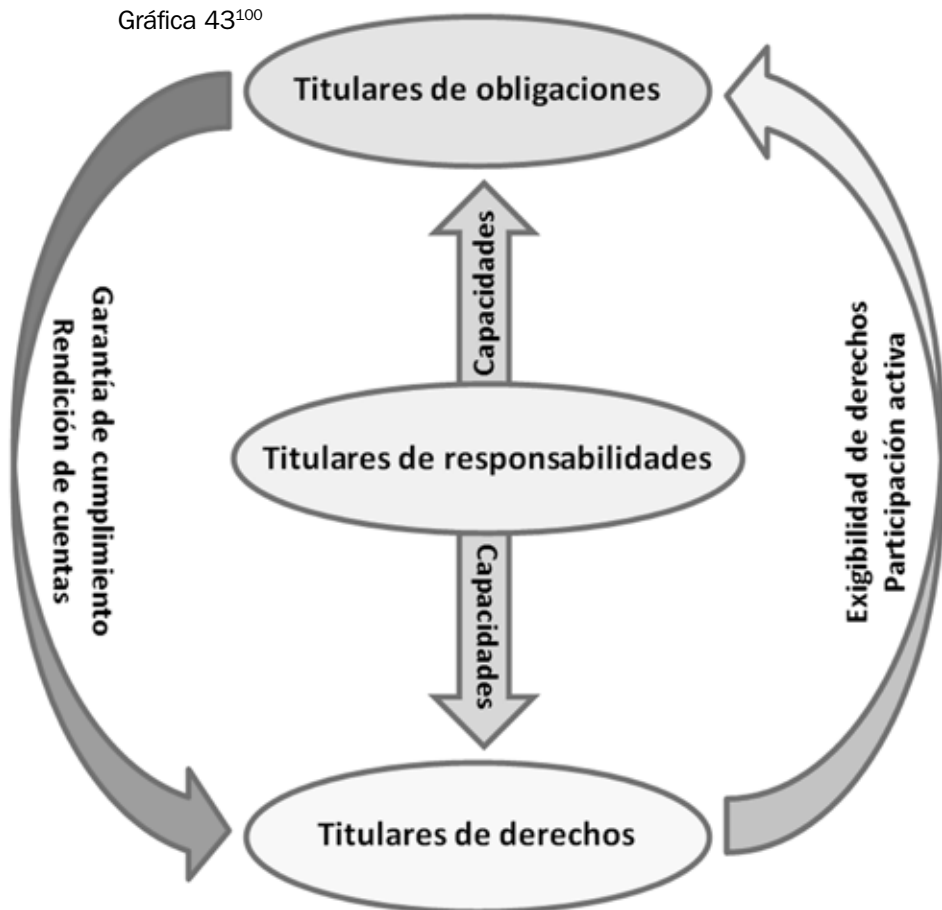 Gráfica 43¹⁰⁰
Titulares de obligaciones
Capacidades
Garantía de cumplimiento
Rendición de cuentas
Titulares de responsabilidades
Exigibilidad de derechos
Participación activa
Capacidades
Titulares de derechos